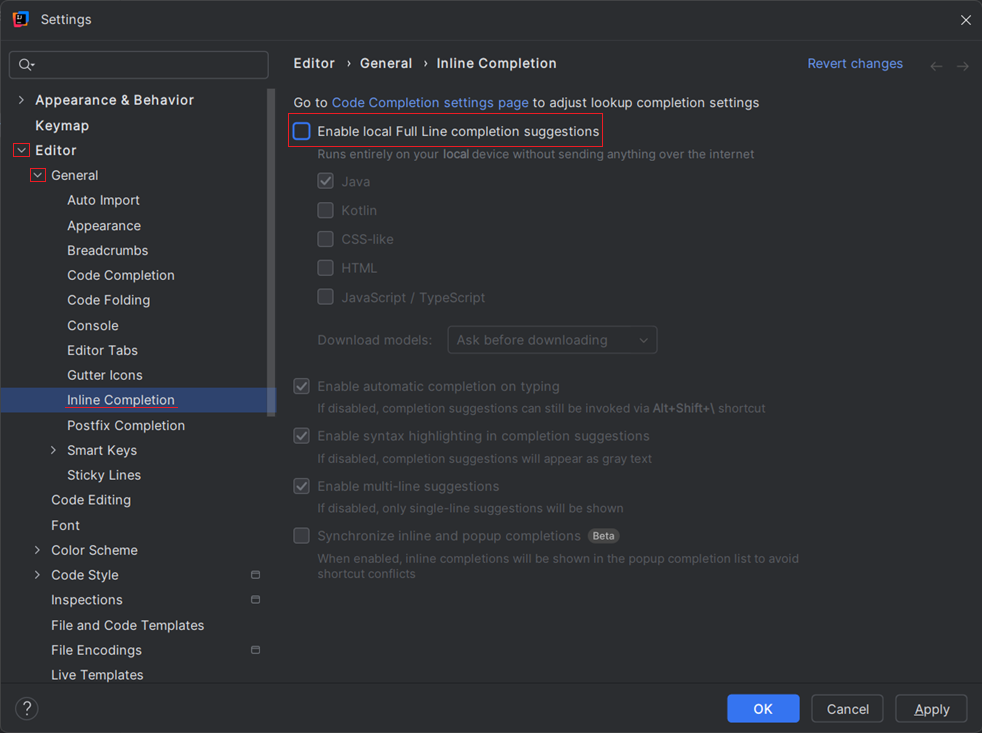 Settings
Appearance & Behavior
Keymap
Editor
General
Auto Import
Appearance
Breadcrumbs
Code Completion
Code Folding
Console
Editor Tabs
Gutter Icons
Inline Completion
Postfix Completion
Smart Keys
Sticky Lines
Code Editing
Font
Color Scheme
Code Style
Inspections
File and Code Templates
File Encodings
Live Templates
Editor › General › Inline Completion
Revert changes
Go to Code Completion settings page to adjust lookup completion settings
Enable local Full Line completion suggestions
Runs entirely on your local device without sending anything over the internet
Java
Kotlin
CSS-like
HTML
JavaScript / TypeScript
Download models: Ask before downloading
Enable automatic completion on typing
If disabled, completion suggestions can still be invoked via Alt+Shift+\ shortcut
Enable syntax highlighting in completion suggestions
If disabled, completion suggestions will appear as gray text
Enable multi-line suggestions
If disabled, only single-line suggestions will be shown
Synchronize inline and popup completions Beta
When enabled, inline completions will be shown in the popup completion list to avoid
shortcut conflicts
?
OK
Cancel
Apply